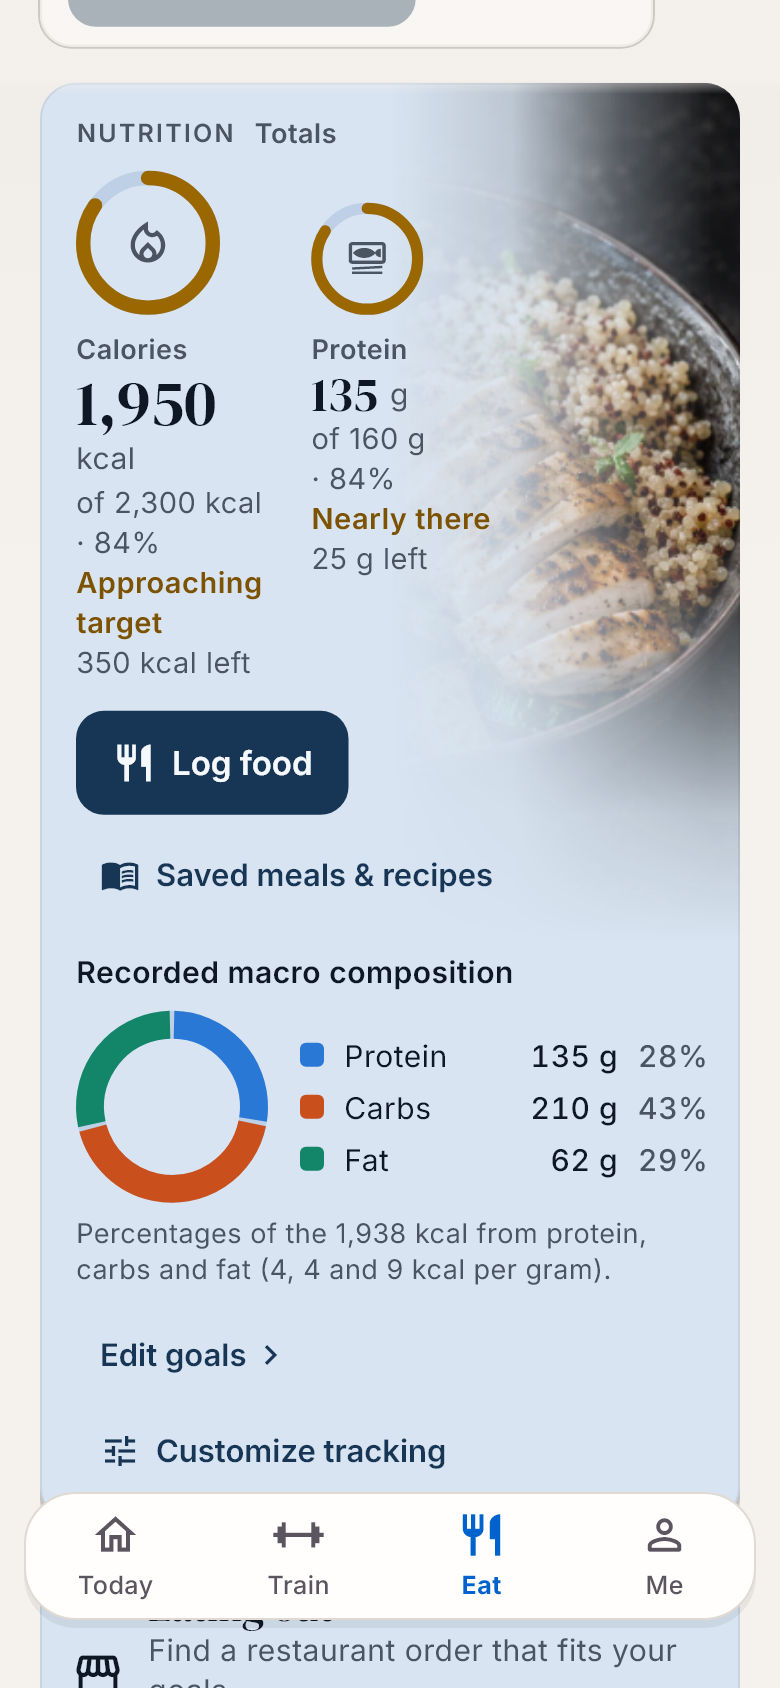 NUTRITION Totals
Calories
1,950
kcal
of 2,300 kcal
· 84%
Approaching
target
350 kcal left
Protein
135 g
of 160 g
· 84%
Nearly there
25 g left
Log food
Saved meals & recipes
Recorded macro composition
Protein 135 g 28%
Carbs 210 g 43%
Fat 62 g 29%
Percentages of the 1,938 kcal from protein,
carbs and fat (4, 4 and 9 kcal per gram).
Edit goals
Customize tracking
Today Train Eat Me
Find a restaurant order that fits your